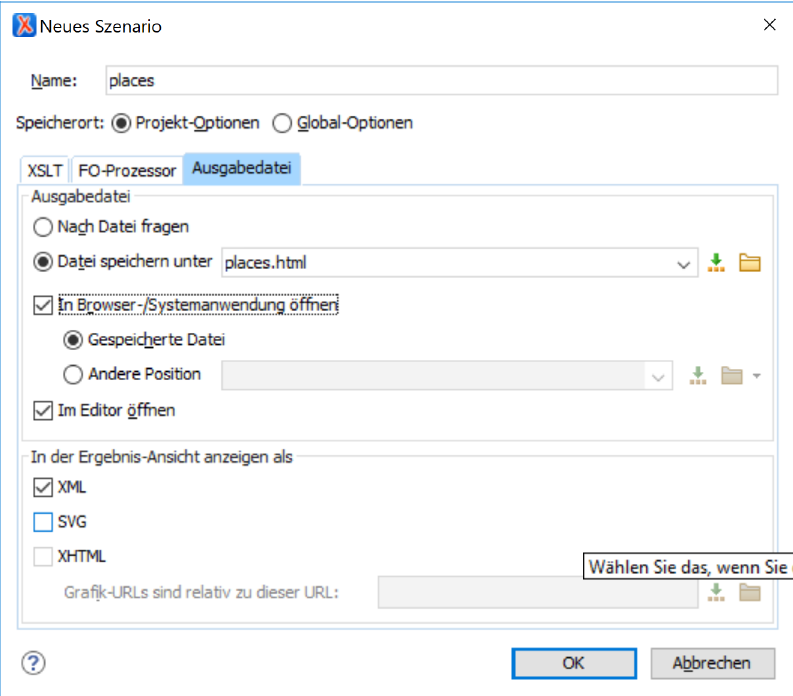 Neues Szenario
Name: places
Speicherort: Projekt-Optionen Global-Optionen
XSLT FO-Prozessor Ausgabedatei
Ausgabedatei
Nach Datei fragen
Datei speichern unter places.html
In Browser-/Systemanwendung öffnen
Gespeicherte Datei
Andere Position
Im Editor öffnen
In der Ergebnis-Ansicht anzeigen als
XML
SVG
XHTML
Wählen Sie das, wenn Sie
Grafik-URLs sind relativ zu dieser URL:
? OK Abbrechen